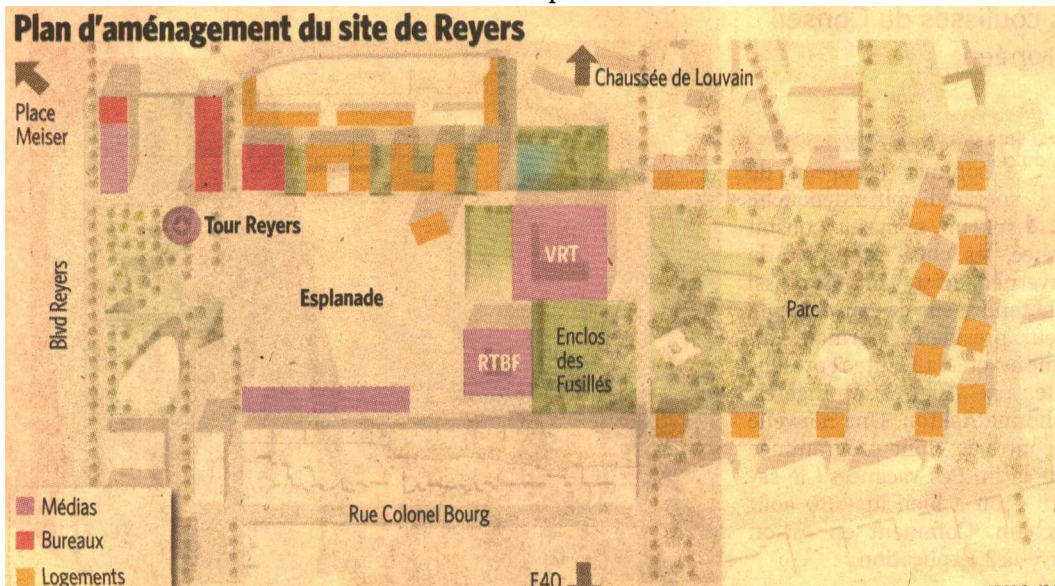 Plan d'aménagement du site de Reyers
Place
Meiser
Chaussée de Louvain
Tour Reyers
VRT
Blvd Reyers
Esplanade
Parc
Enclos
des
Fusillés
RTBF
Médias
Bureaux
Logements
Rue Colonel Bourg
E40